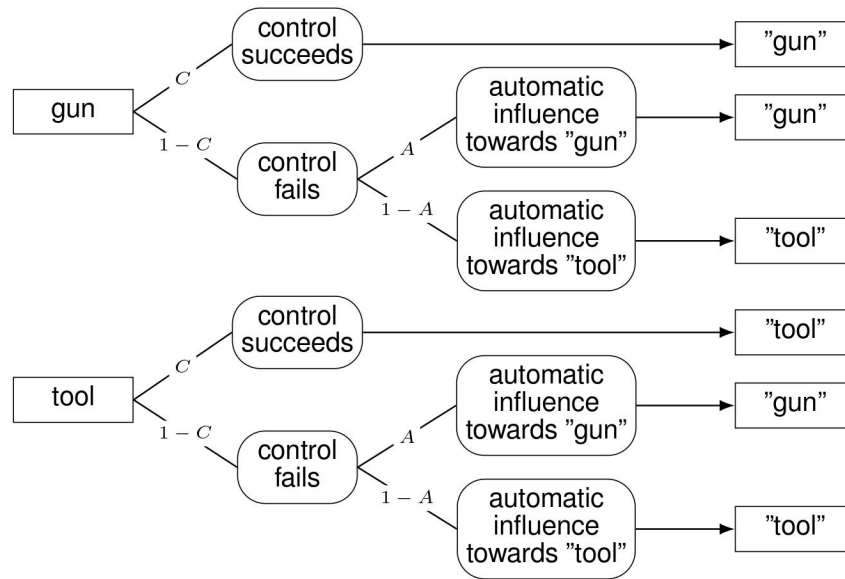 control
succeeds
”gun”
C
automatic
influence
towards ”gun”
”gun”
gun
A
1 − C
control
fails
1 − A
automatic
influence
towards ”tool”
”tool”
control
succeeds
”tool”
C
automatic
influence
towards ”gun”
”gun”
tool
A
1 − C
control
fails
1 − A
automatic
influence
towards ”tool”
”tool”